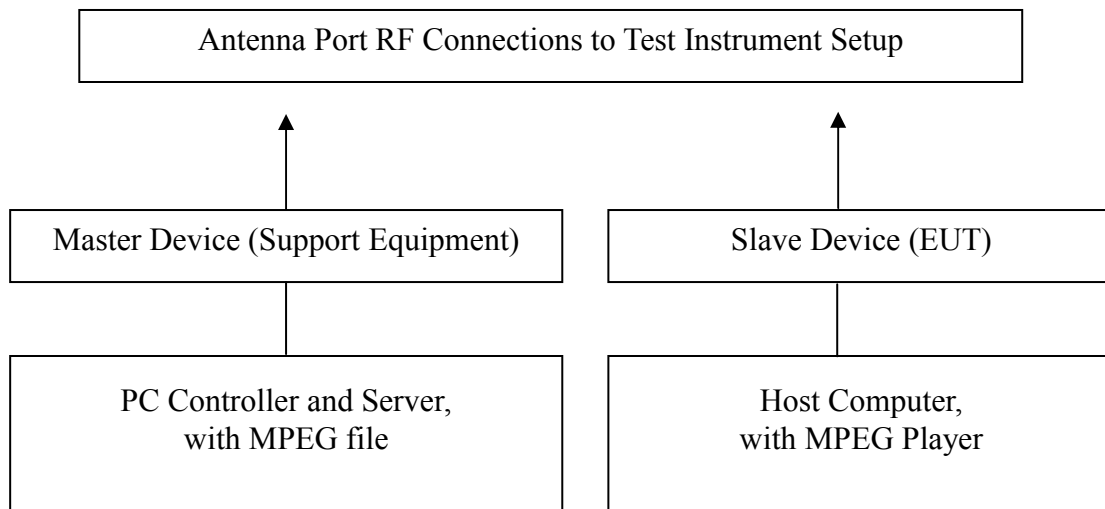 Antenna Port RF Connections to Test Instrument Setup
Master Device (Support Equipment)
Slave Device (EUT)
PC Controller and Server,
with MPEG file
Host Computer,
with MPEG Player